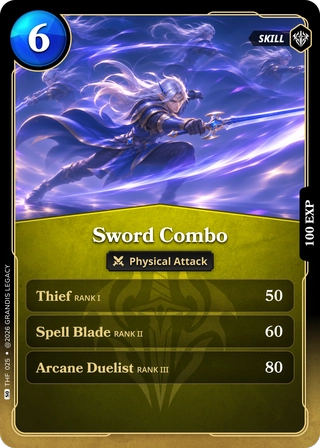 6
SKILL
100 EXP
Sword Combo
Physical Attack
Thief RANK I 50
Spell Blade RANK II 60
Arcane Duelist RANK III 80
THF 025 • @2026 GRANDIS LEGACY